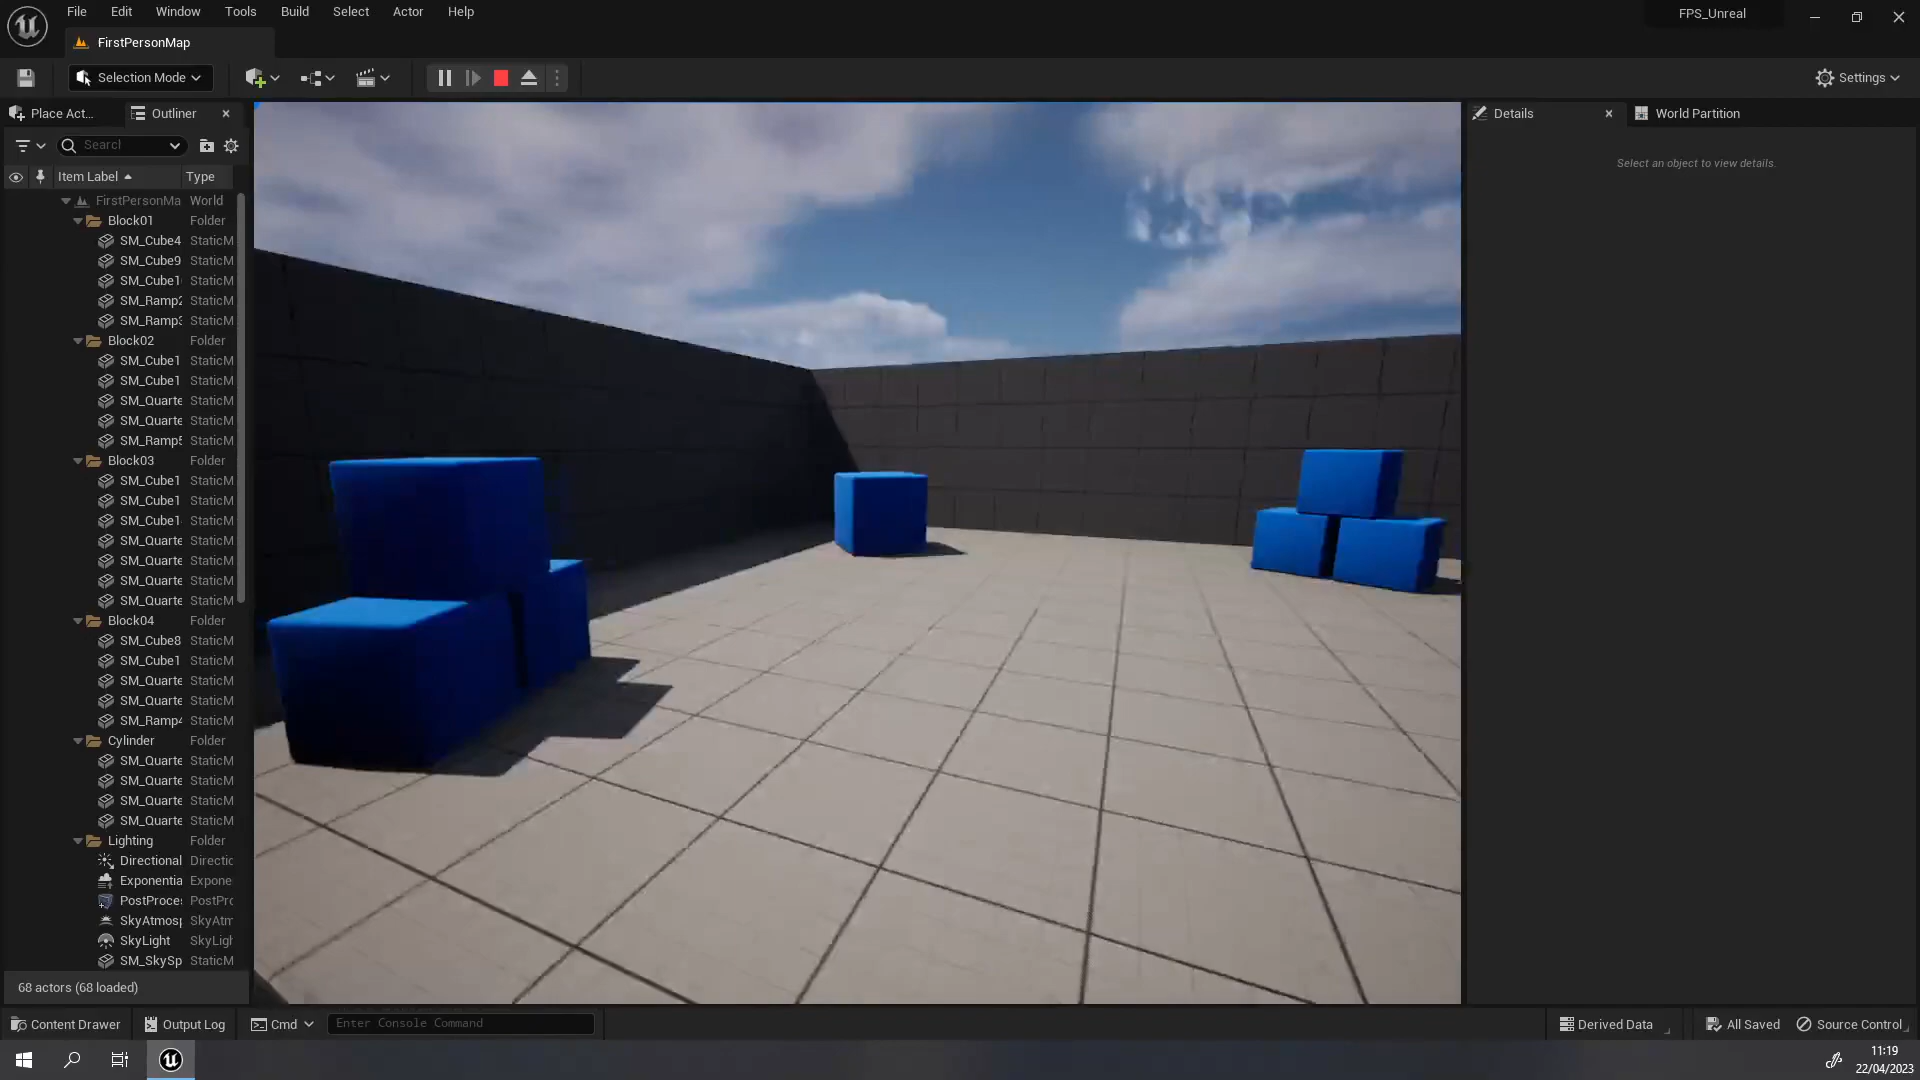 File Edit Window Tools Build Select Actor Help
FPS_Unreal
FirstPersonMap
Selection Mode
Settings
Place Act...
Outliner
Details
World Partition
Searcl
Select an object to view details.
Item Label Type
FirstPersonMa World
Block01 Folder
SM_Cube4 StaticM
SM_Cube9 StaticM
SM_Cube1 StaticM
SM_Ramp2 StaticM
SM_Ramp3 StaticM
Block02 Folder
SM_Cube1 StaticM
SM_Cube1 StaticM
SM_Quarte StaticM
SM_Quarte StaticM
SM_Ramp5 StaticM
Block03 Folder
SM_Cube1 StaticM
SM_Cube1 StaticM
SM_Cube1 StaticM
SM_Quarte StaticM
SM_Quarte StaticM
SM_Quarte StaticM
SM_Quarte StaticM
Block04 Folder
SM_Cube8 StaticM
SM_Cube1 StaticM
SM_Quarte StaticM
SM_Quarte StaticM
SM_Ramp4 StaticM
Cylinder Folder
SM_Quarte StaticM
SM_Quarte StaticM
SM_Quarte StaticM
SM_Quarte StaticM
Lighting Folder
Directional Directic
Exponentia Expone
PostProce: PostPrc
SkyAtmosp SkyAtm
SkyLight SkyLigh
SM_SkySp StaticM
68 actors (68 loaded)
Content Drawer Output Log Cmd Enter Console Command Derived Data All Saved Source Control
11:19
22/04/2023